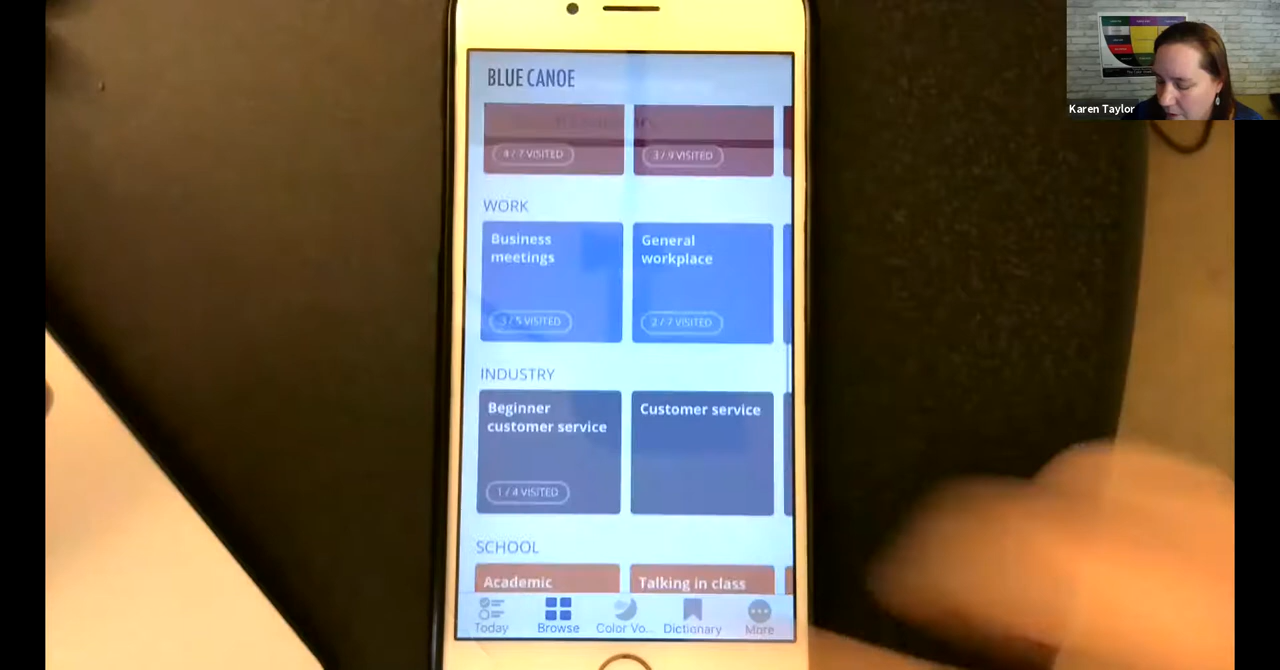 BLUE CANOE
4 / 7 VISITED
3 / 9 VISITED
WORK
Business
meetings
General
workplace
3 / 5 VISITED
2 / 7 VISITED
INDUSTRY
Beginner
customer service
Customer service
1 / 4 VISITED
SCHOOL
Academic
Talking in class
Today
Browse
Color Vo...
Dictionary
More
Karen Taylor